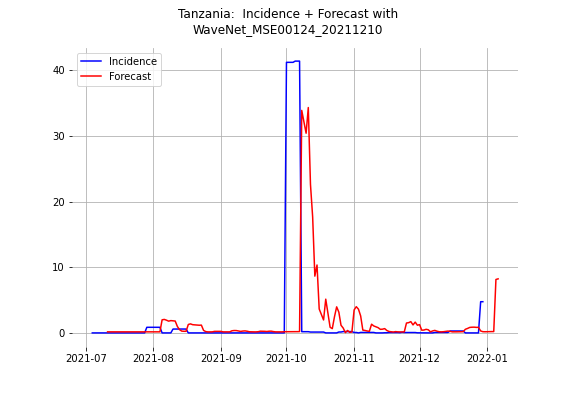 Tanzania:  Incidence + Forecast with
WaveNet_MSE00124_20211210
Incidence
Forecast
40
30
20
10
0
2021-07 2021-08 2021-09 2021-10 2021-11 2021-12 2022-01